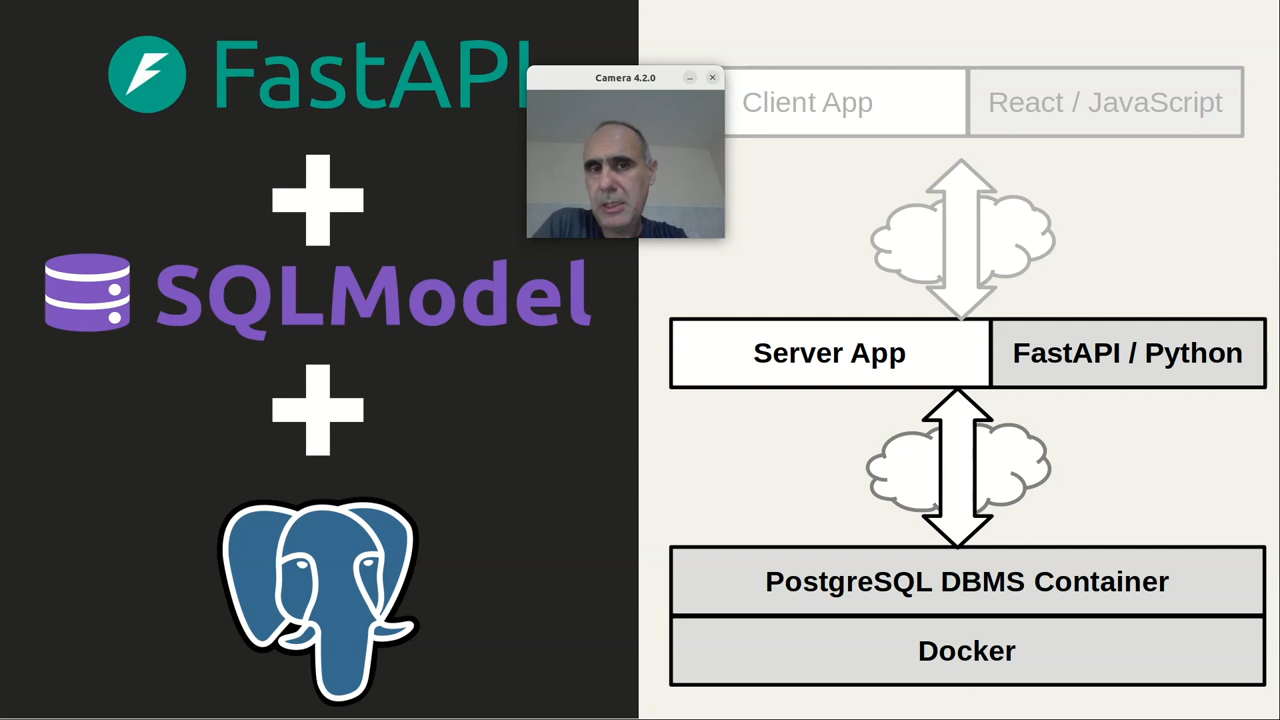 FastAPI
Camera 4.2.0
Client App
React / JavaScript
SQLModel
Server App
FastAPI / Python
PostgreSQL DBMS Container
Docker